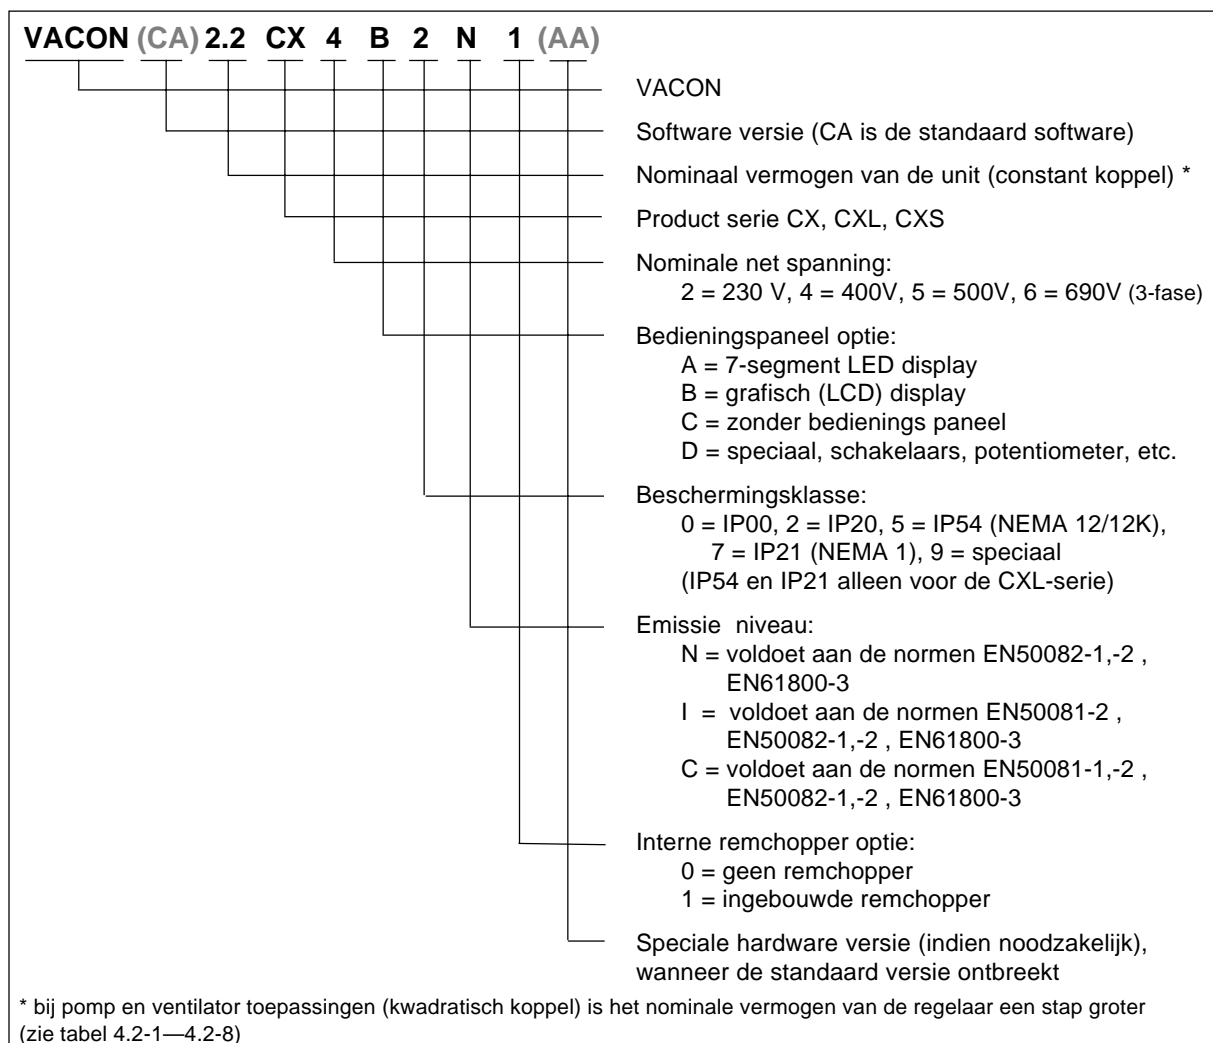 VACON (CA) 2.2 CX 4 B 2 N 1 (AA)
VACON
Software versie (CA is de standaard software)
Nominaal vermogen van de unit (constant koppel) *
Product serie CX, CXL, CXS
Nominale net spanning:
2 = 230 V, 4 = 400V, 5 = 500V, 6 = 690V (3-fase)
Bedieningspaneel optie:
A = 7-segment LED display
B = grafisch (LCD) display
C = zonder bedienings paneel
D = speciaal, schakelaars, potentiometer, etc.
Beschermingsklasse:
0 = IP00, 2 = IP20, 5 = IP54 (NEMA 12/12K),
7 = IP21 (NEMA 1), 9 = speciaal
(IP54 en IP21 alleen voor de CXL-serie)
Emissie niveau:
N = voldoet aan de normen EN50082-1,-2 ,
EN61800-3
I = voldoet aan de normen EN50081-2 ,
EN50082-1,-2 , EN61800-3
C = voldoet aan de normen EN50081-1,-2 ,
EN50082-1,-2 , EN61800-3
Interne remchopper optie:
0 = geen remchopper
1 = ingebouwde remchopper
Speciale hardware versie (indien noodzakelijk),
wanneer de standaard versie ontbreekt
* bij pomp en ventilator toepassingen (kwadratisch koppel) is het nominale vermogen van de regelaar een stap groter
(zie tabel 4.2-1—4.2-8)